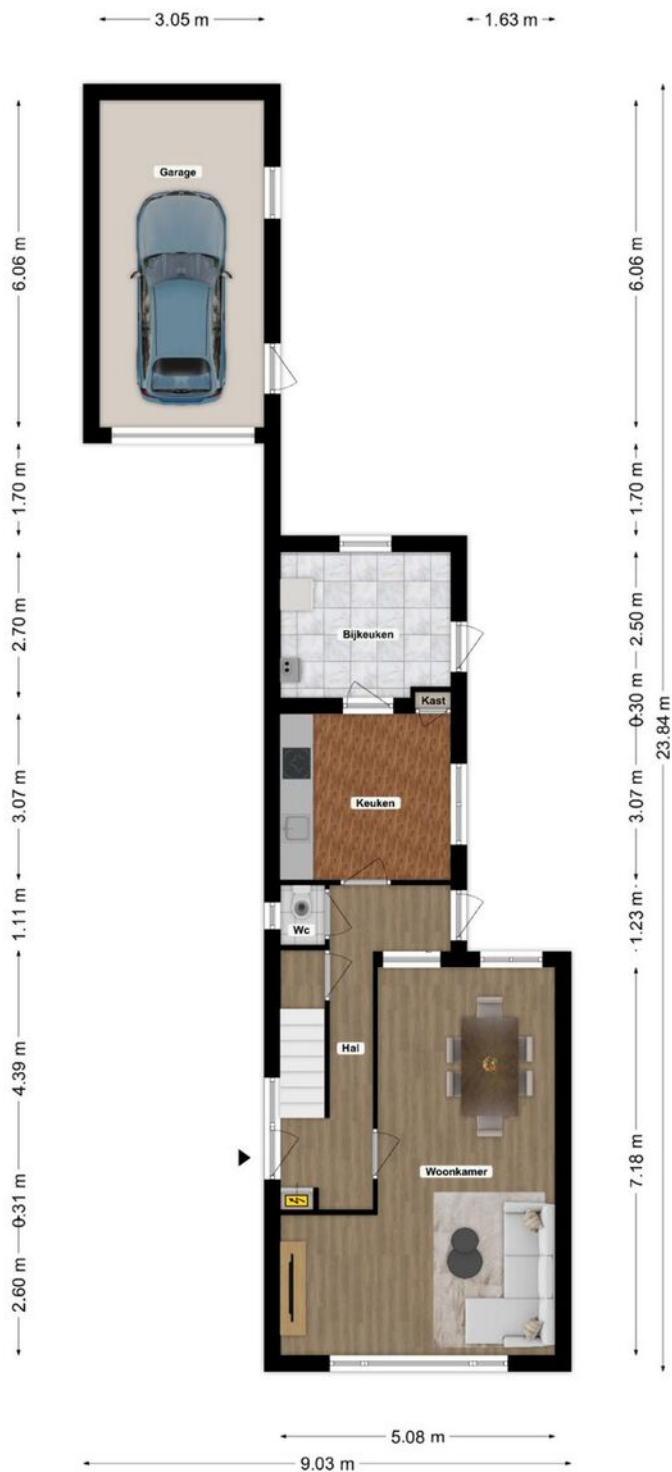 3.05 m
1.63 m
Garage
6.06 m
6.06 m
1.70 m
1.70 m
2.70 m
Bijkeuken
2.50 m
Kast
0.30 m
23.84 m
3.07 m
Keuken
3.07 m
1.11 m
Wc
1.23 m
Hal
4.39 m
Woonkamer
7.18 m
0.31 m
2.60 m
5.08 m
9.03 m